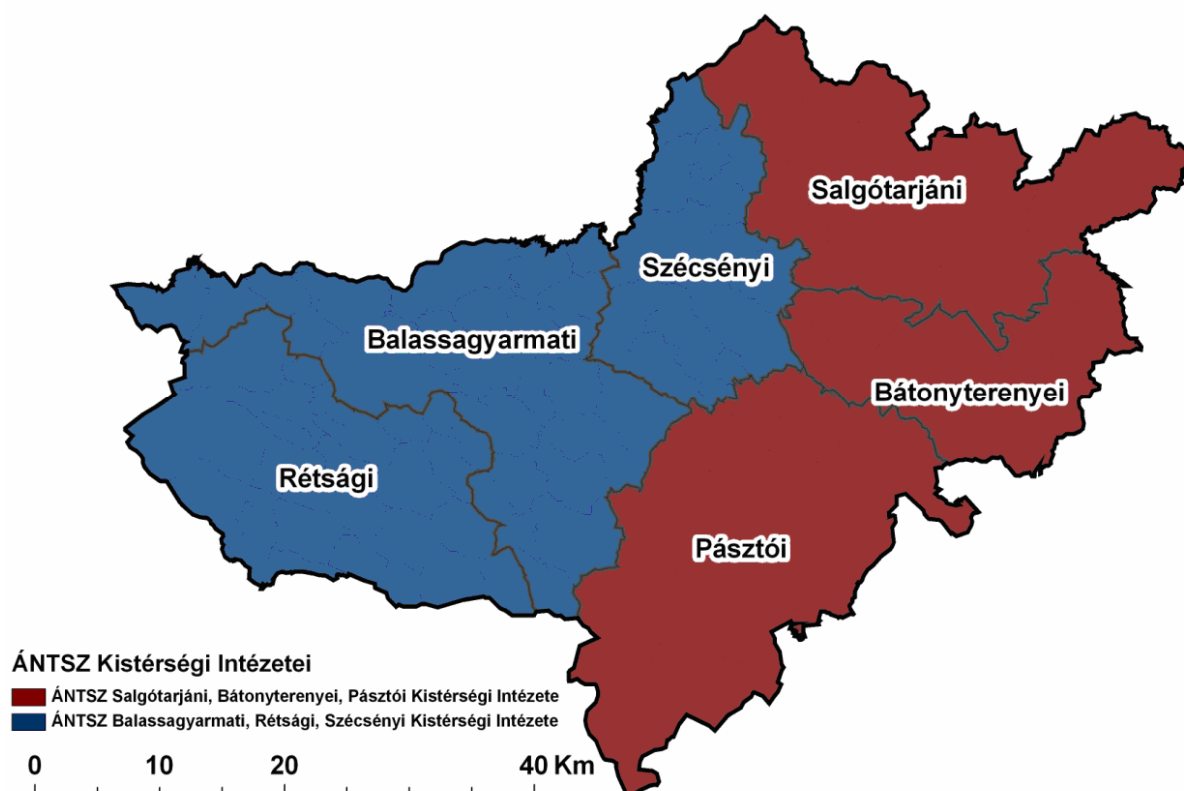 Salgótarjáni
Szécsényi
Balassagyarmati
Bátonyterenyei
Rétsági
Pásztói
ÁNTSZ Kistérségi Intézetei
ÁNTSZ Salgótarjáni, Bátonyterenyei, Pásztói Kistérségi Intézete
ÁNTSZ Balassagyarmati, Rétsági, Szécsényi Kistérségi Intézete
0 10 20 40 Km